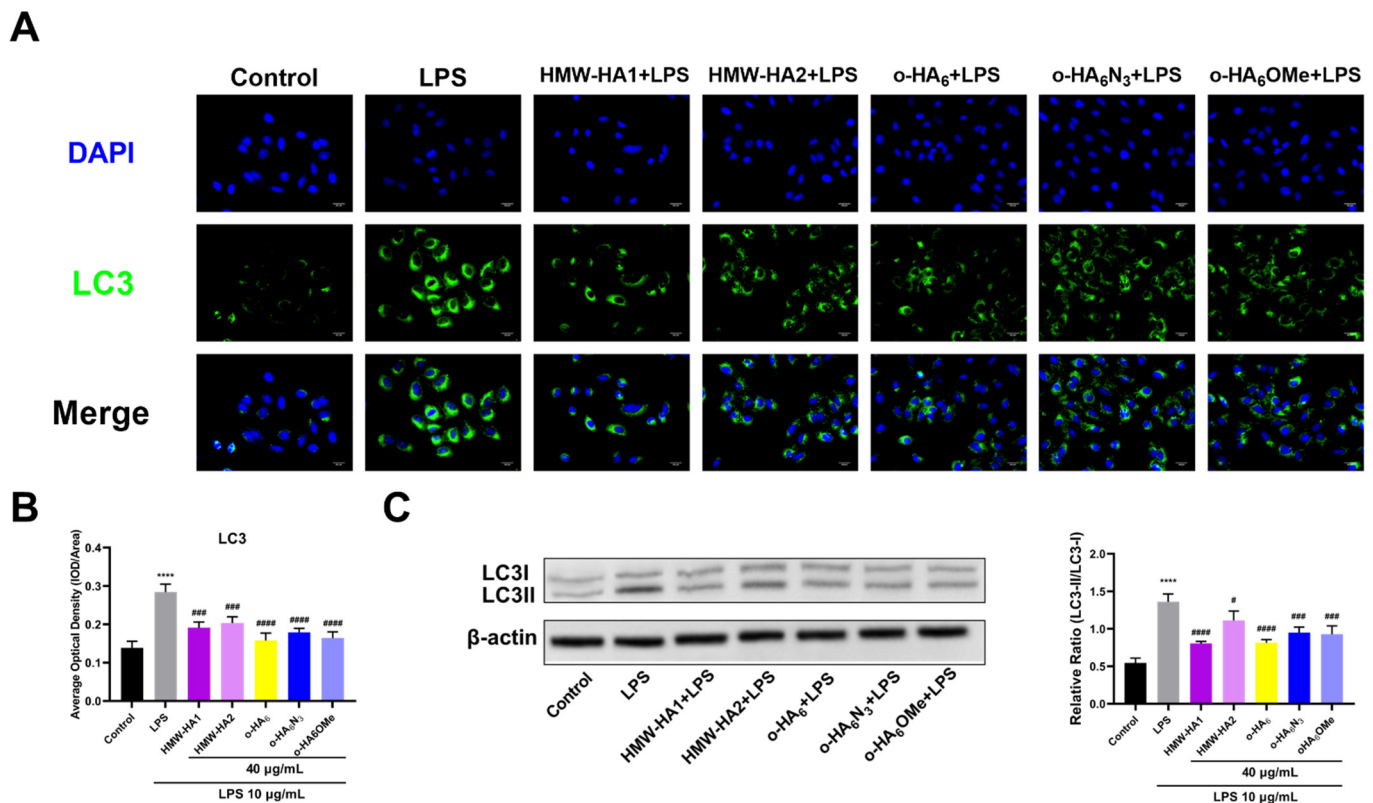 A
Control LPS HMW-HA1+LPS HMW-HA2+LPS o-HA₆+LPS o-HA₆N₃+LPS o-HA₆OMe+LPS
DAPI
LC3
Merge
B
LC3
Average Optical Density (IOD/Area)
0.4
0.3
0.2
0.1
0.0
**** ### ### #### #### ####
Control LPS HMW-HA1 HMW-HA2 o-HA₆ o-HA₆N₃ o-HA6OMe
40 μg/mL
LPS 10 μg/mL
C
LC3I
LC3II
β-actin
Control LPS HMW-HA1+LPS HMW-HA2+LPS o-HA₆+LPS o-HA₆N₃+LPS o-HA₆OMe+LPS
Relative Ratio (LC3-II/LC3-I)
2.0
1.5
1.0
0.5
0.0
**** #### # #### ### ###
Control LPS HMW-HA1 HMW-HA2 o-HA₆ o-HA₆N₃ oHA₆OMe
40 μg/mL
LPS 10 μg/mL